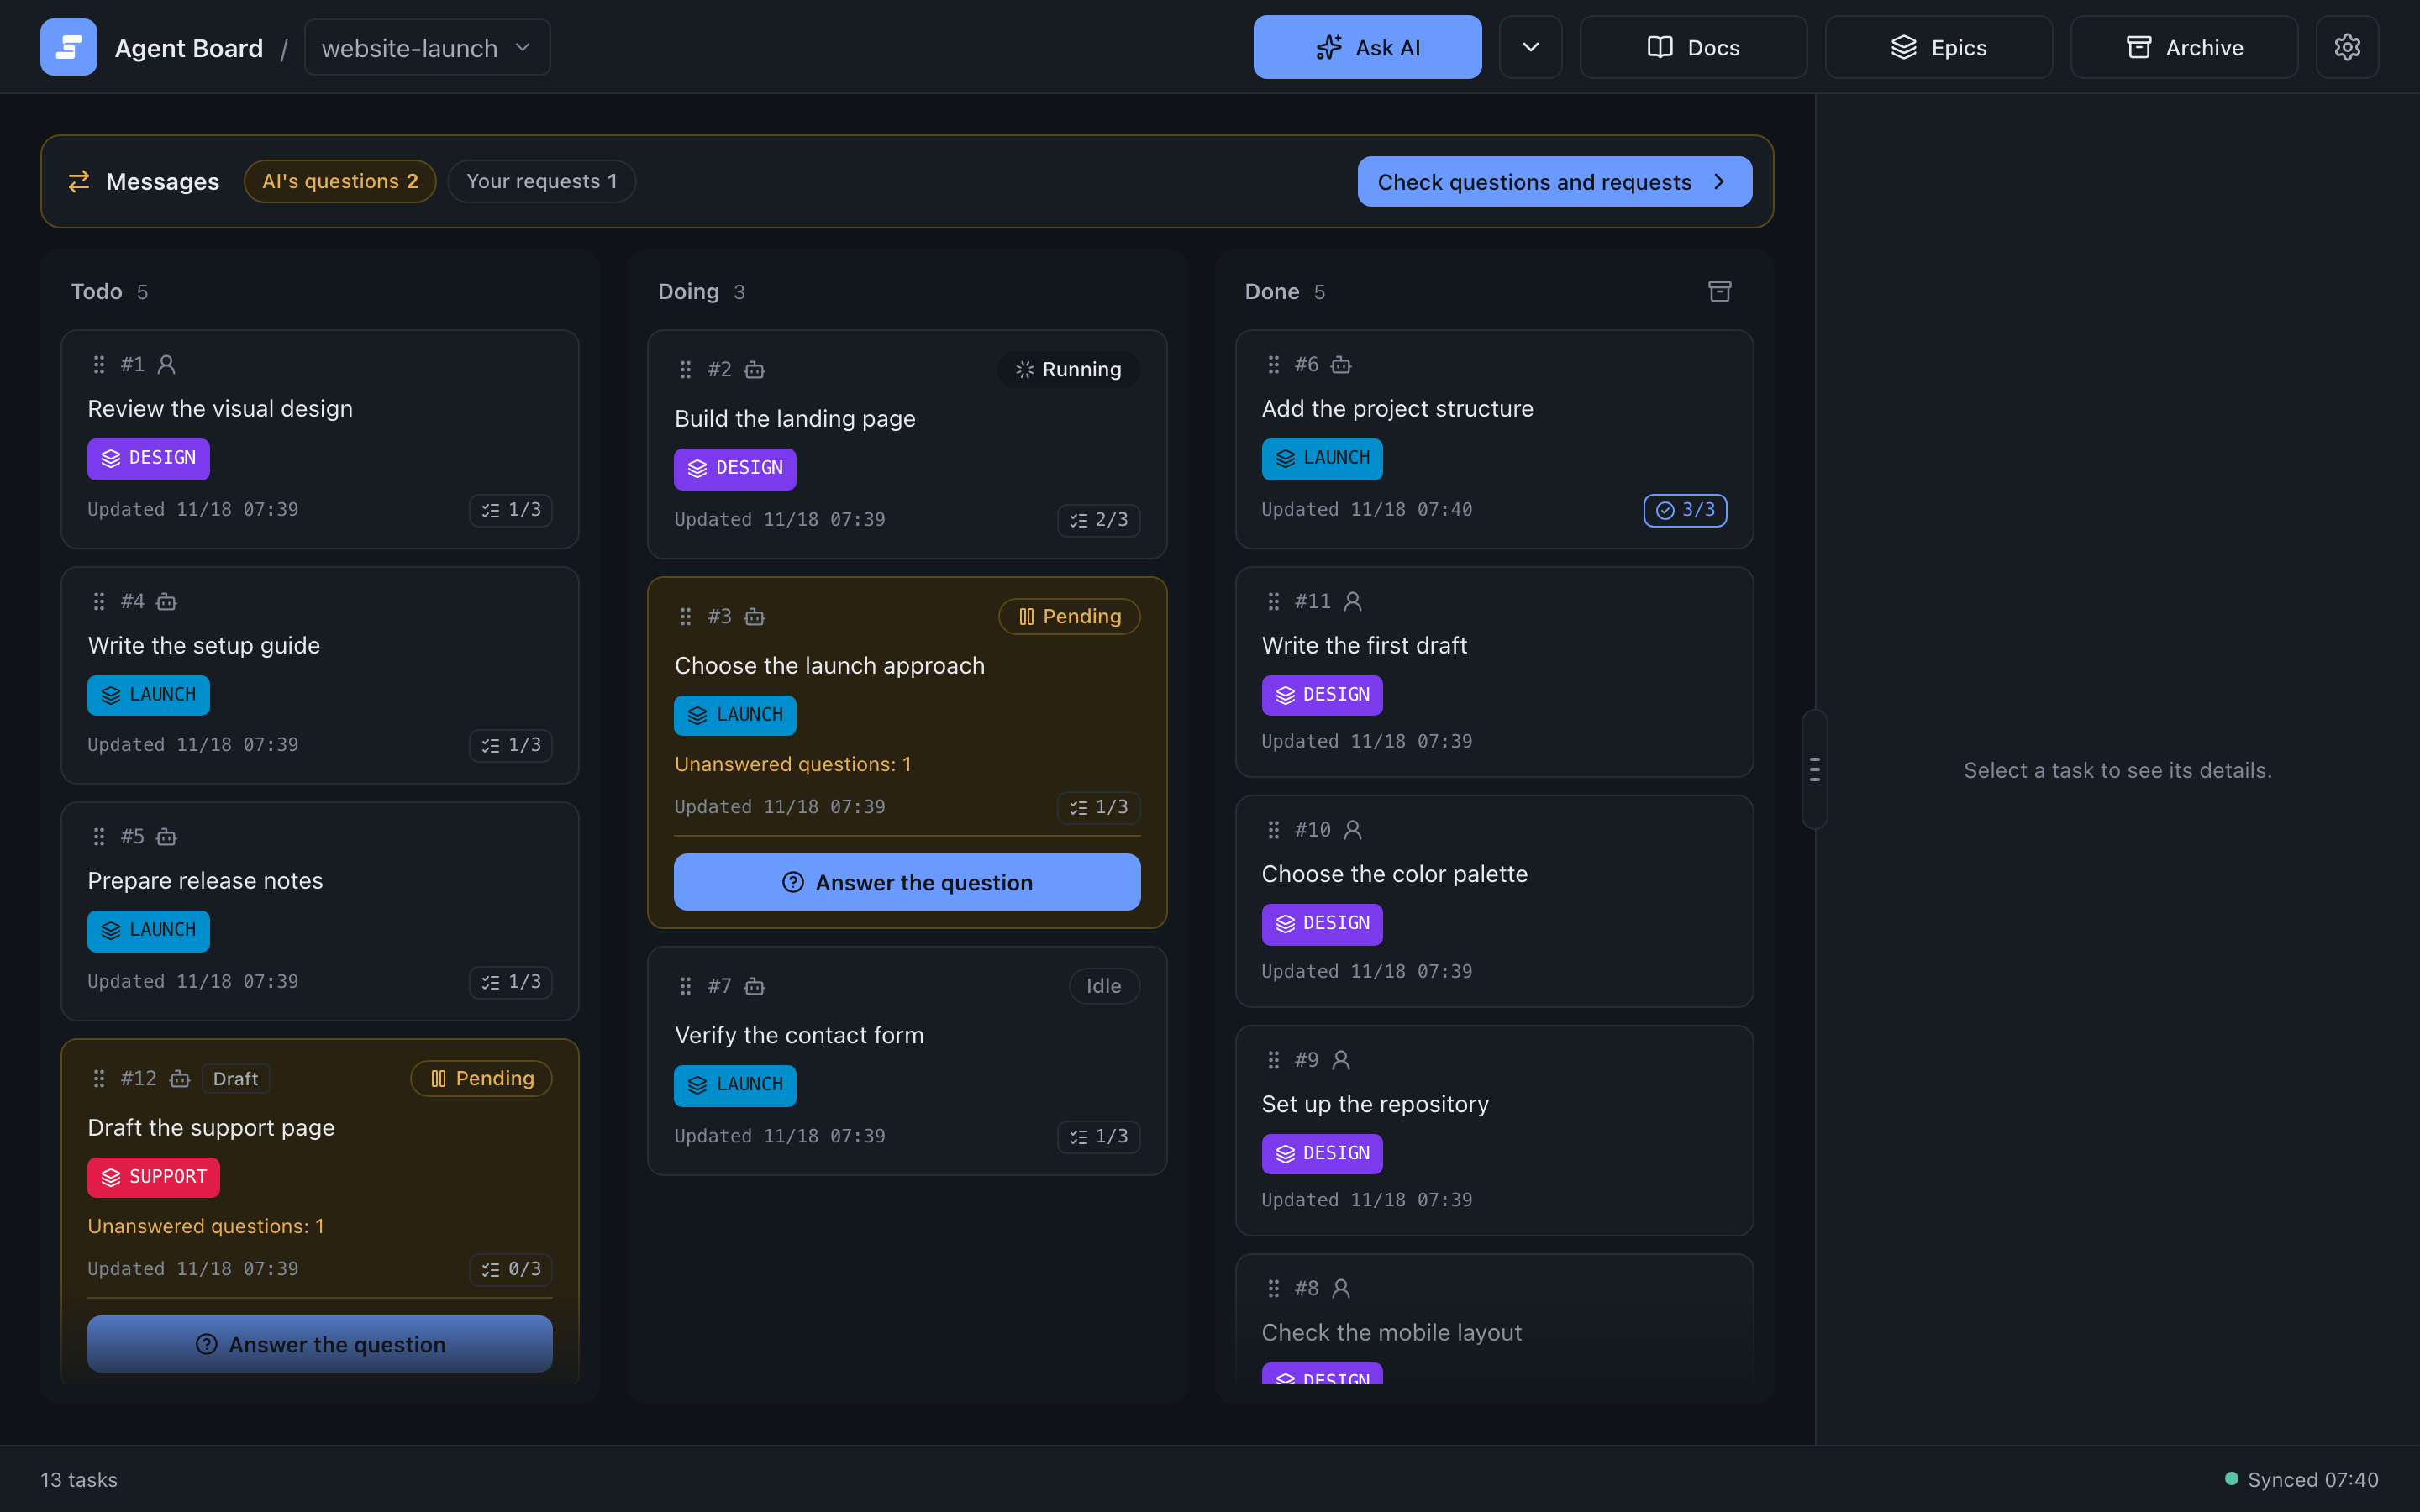 Agent Board / website-launch
Ask AI
Docs
Epics
Archive
Messages
AI's questions 2
Your requests 1
Check questions and requests
Todo 5
#1
Review the visual design
DESIGN
Updated 11/18 07:39
1/3
#4
Write the setup guide
LAUNCH
Updated 11/18 07:39
1/3
#5
Prepare release notes
LAUNCH
Updated 11/18 07:39
1/3
#12
Draft
Pending
Draft the support page
SUPPORT
Unanswered questions: 1
Updated 11/18 07:39
0/3
Answer the question
Doing 3
#2
Running
Build the landing page
DESIGN
Updated 11/18 07:39
2/3
#3
Pending
Choose the launch approach
LAUNCH
Unanswered questions: 1
Updated 11/18 07:39
1/3
Answer the question
#7
Idle
Verify the contact form
LAUNCH
Updated 11/18 07:39
1/3
Done 5
#6
Add the project structure
LAUNCH
Updated 11/18 07:40
3/3
#11
Write the first draft
DESIGN
Updated 11/18 07:39
#10
Choose the color palette
DESIGN
Updated 11/18 07:39
#9
Set up the repository
DESIGN
Updated 11/18 07:39
#8
Check the mobile layout
DESIGN
Select a task to see its details.
13 tasks
Synced 07:40